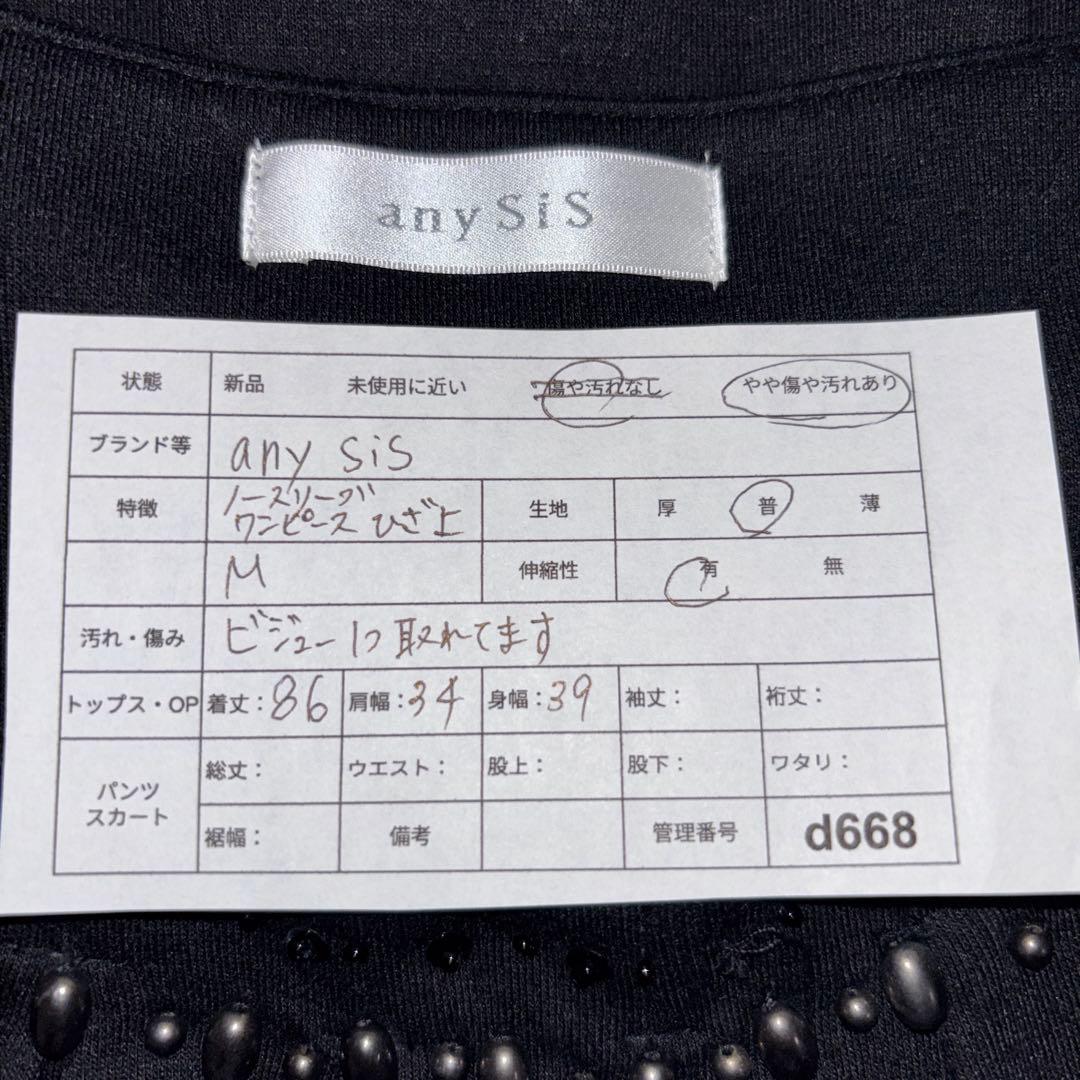 any SiS
状態 新品 未使用に近い 傷や汚れなし やや傷や汚れあり
ブランド等 any SiS
特徴 ノースリーブ
ワンピース ひざ上 生地 厚 普 薄
M 伸縮性 有 無
汚れ・傷み ビジュー1つ取れてます
トップス・OP 着丈：86 肩幅：34 身幅：39 袖丈： 裄丈：
パンツ
スカート 総丈： ウエスト： 股上： 股下： ワタリ：
裾幅： 備考 管理番号 d668